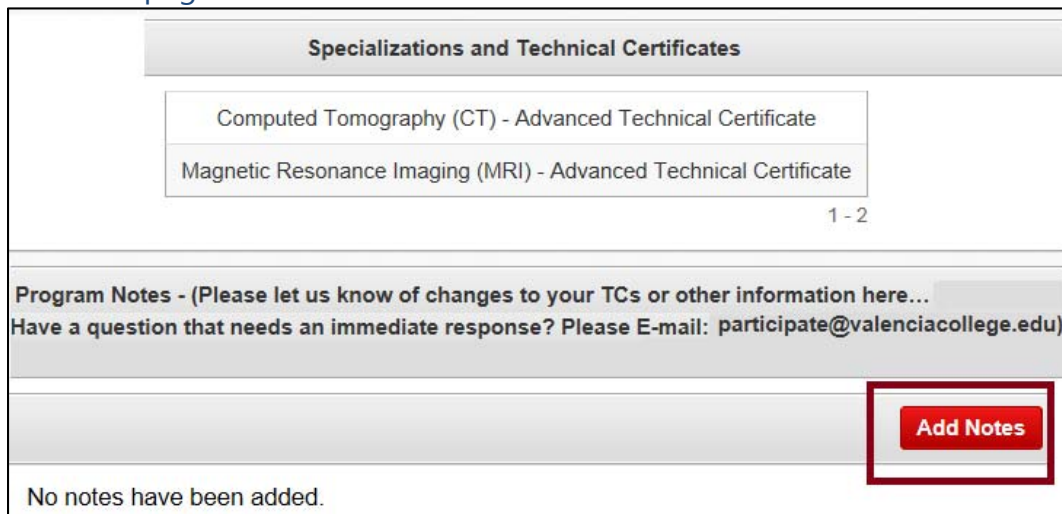 Specializations and Technical Certificates
Computed Tomography (CT) - Advanced Technical Certificate
Magnetic Resonance Imaging (MRI) - Advanced Technical Certificate
1 - 2
Program Notes - (Please let us know of changes to your TCs or other information here...
Have a question that needs an immediate response? Please E-mail: participate@valenciacollege.edu)
Add Notes
No notes have been added.